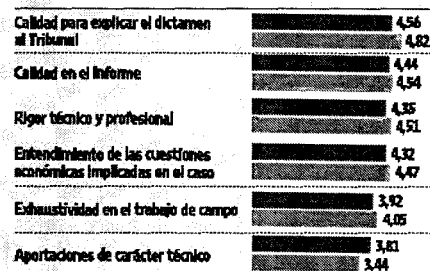 Calidad para explicar el dictamen
al Tribunal
4,56
4,82
Calidad en el Informe
4,44
4,54
Rigor técnico y profesional
4,35
4,51
Entendimiento de las cuestiones
económicas implicadas en el caso
4,32
4,47
Exhaustividad en el trabajo de campo
3,92
4,05
Aportaciones de carácter técnico
3,81
3,44